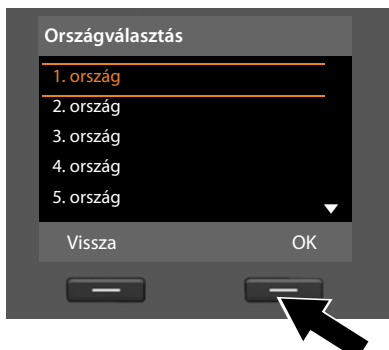 Országválasztás
1. ország
2. ország
3. ország
4. ország
5. ország
Vissza OK